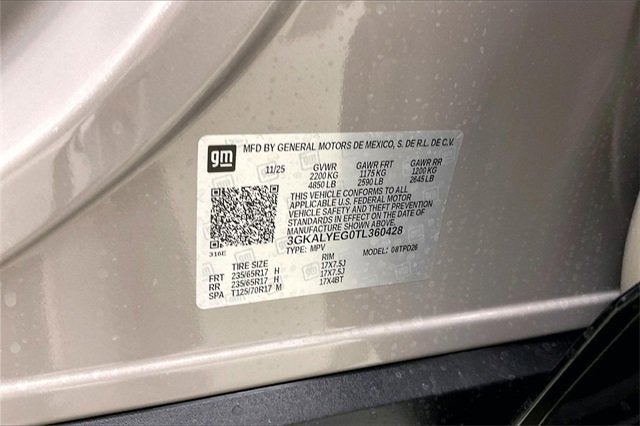 gm
MFD BY GENERAL MOTORS DE MEXICO, S. DE R.L. DE C.V.
11/25 GVWR GAWR FRT GAWR RR
2200 KG 1175 KG 1200 KG
4850 LB 2590 LB 2645 LB
THIS VEHICLE CONFORMS TO ALL
APPLICABLE U.S. FEDERAL MOTOR
VEHICLE SAFETY AND THEFT PREVENTION
STANDARDS IN EFFECT ON THE
DATE OF MANUFACTURE
3GKALYEG0TL360428
316E TYPE: MPV MODEL: 08TPD26
TIRE SIZE RIM
FRT 235/65R17 H 17X7.5J
RR 235/65R17 H 17X7.5J
SPA T125/70R17 M 17X4BT